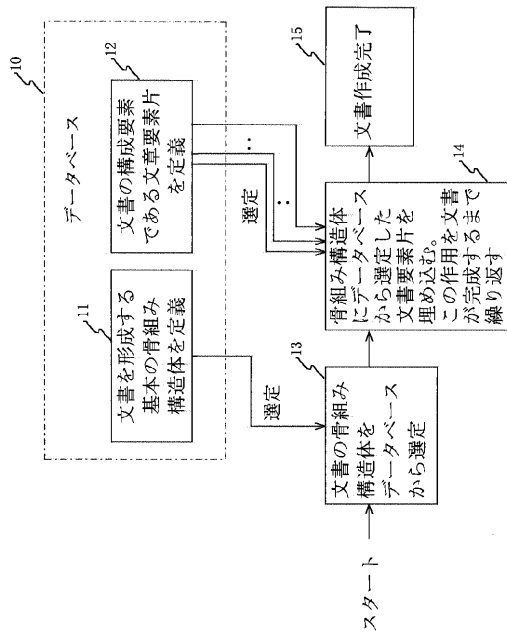 10
データベース
11
文書を形成する
基本の骨組み
構造体を定義
12
文書の構成要素
である文章要素片
を定義
選定
選定
‥
‥
スタート
13
文書の骨組み
構造体を
データベース
から選定
14
骨組み構造体
にデータベース
から選定した
文書要素片を
埋め込む。
この作用を文書
が完成するまで
繰り返す
15
文書作成完了